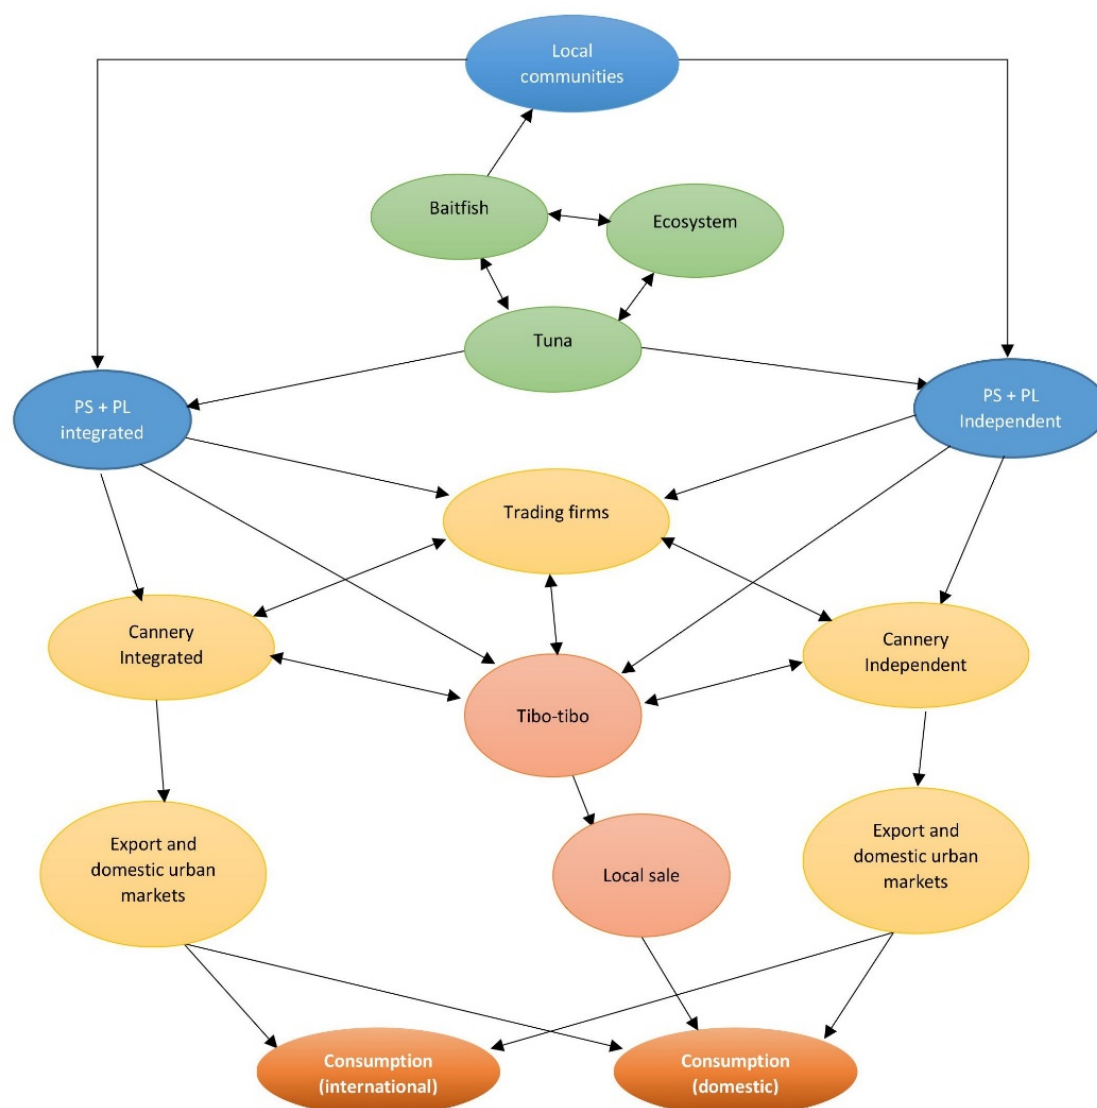 Local
communities
Baitfish
Ecosystem
Tuna
PS + PL
integrated
PS + PL
Independent
Trading firms
Cannery
Integrated
Cannery
Independent
Tibo-tibo
Export and
domestic urban
markets
Local sale
Export and
domestic urban
markets
Consumption
(international)
Consumption
(domestic)